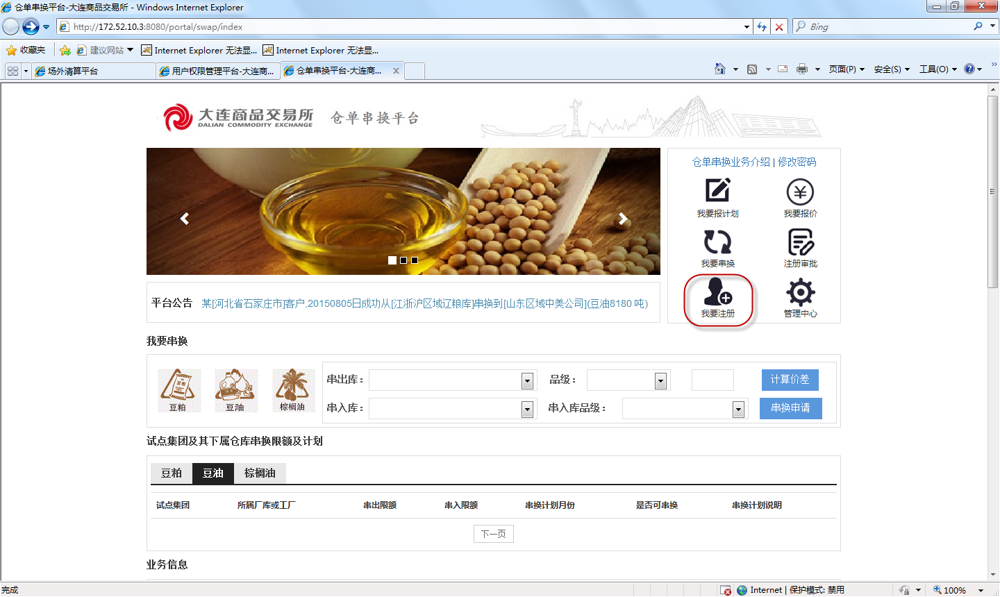 仓单串换平台-大连商品交易所 - Windows Internet Explorer
http://172.52.10.3:8080/portal/swap/index
Bing
收藏夹 建议网站 Internet Explorer 无法显... Internet Explorer 无法显...
场外清算平台 用户权限管理平台-大连商... 仓单串换平台-大连商... 页面(P) 安全(S) 工具(O)
大连商品交易所 仓单串换平台
DALIAN COMMODITY EXCHANGE
仓单串换业务介绍 | 修改密码
我要报计划 我要报价
我要串换 注册审批
我要注册 管理中心
平台公告 某[河北省石家庄市]客户,20150805日成功从[江浙沪区域辽粮库]串换到[山东区域中美公司](豆油8180 吨)
我要串换
豆粕 豆油 棕榈油
串出库： 品级： 计算价差
串入库： 串入库品级： 串换申请
试点集团及其下属仓库串换限额及计划
豆粕 豆油 棕榈油
试点集团 所属厂库或工厂 串出限额 串入限额 串换计划月份 是否可串换 串换计划说明
下一页
业务信息
完成 Internet | 保护模式: 禁用 100%